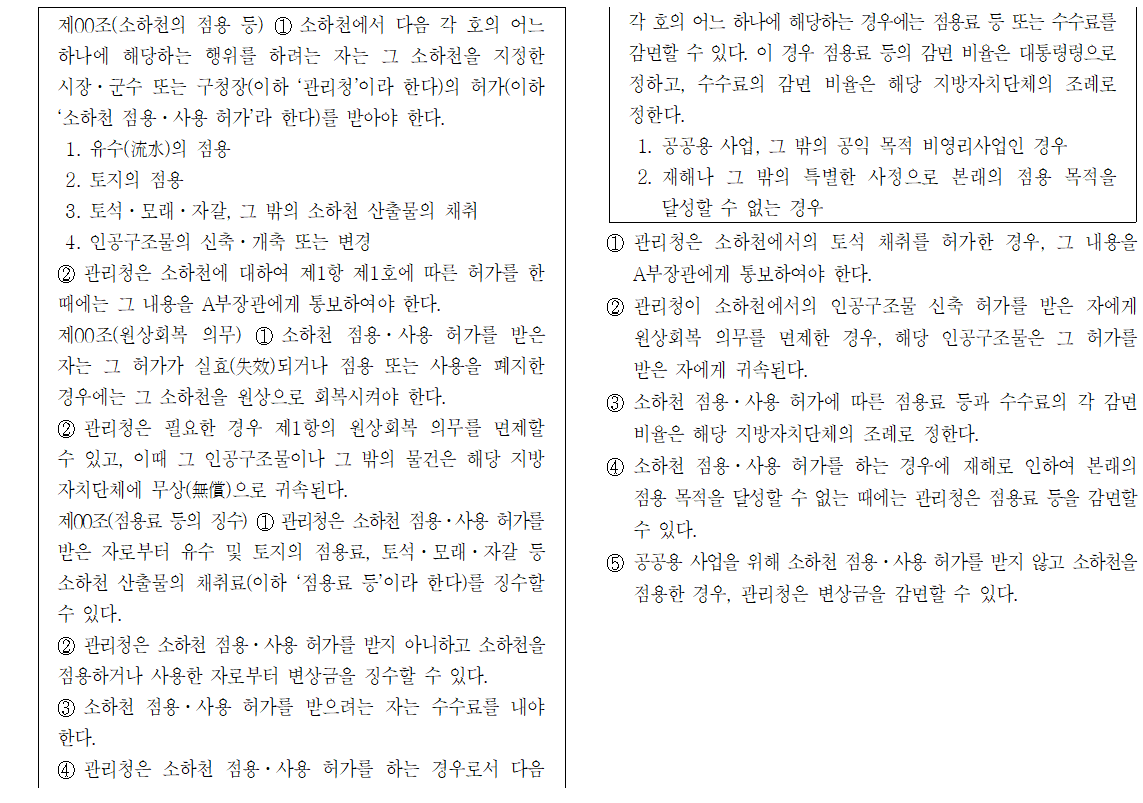 제00조(소하천의 점용 등) ① 소하천에서 다음 각 호의 어느
하나에 해당하는 행위를 하려는 자는 그 소하천을 지정한
시장·군수 또는 구청장(이하 ‘관리청’이라 한다)의 허가(이하
‘소하천 점용·사용 허가’라 한다)를 받아야 한다.
1. 유수(流水)의 점용
2. 토지의 점용
3. 토석·모래·자갈, 그 밖의 소하천 산출물의 채취
4. 인공구조물의 신축·개축 또는 변경
② 관리청은 소하천에 대하여 제1항 제1호에 따른 허가를 한
때에는 그 내용을 A부장관에게 통보하여야 한다.
제00조(원상회복 의무) ① 소하천 점용·사용 허가를 받은
자는 그 허가가 실효(失效)되거나 점용 또는 사용을 폐지한
경우에는 그 소하천을 원상으로 회복시켜야 한다.
② 관리청은 필요한 경우 제1항의 원상회복 의무를 면제할
수 있고, 이때 그 인공구조물이나 그 밖의 물건은 해당 지방
자치단체에 무상(無償)으로 귀속된다.
제00조(점용료 등의 징수) ① 관리청은 소하천 점용·사용 허가를
받은 자로부터 유수 및 토지의 점용료, 토석·모래·자갈 등
소하천 산출물의 채취료(이하 ‘점용료 등’이라 한다)를 징수할
수 있다.
② 관리청은 소하천 점용·사용 허가를 받지 아니하고 소하천을
점용하거나 사용한 자로부터 변상금을 징수할 수 있다.
③ 소하천 점용·사용 허가를 받으려는 자는 수수료를 내야
한다.
④ 관리청은 소하천 점용·사용 허가를 하는 경우로서 다음
각 호의 어느 하나에 해당하는 경우에는 점용료 등 또는 수수료를
감면할 수 있다. 이 경우 점용료 등의 감면 비율은 대통령령으로
정하고, 수수료의 감면 비율은 해당 지방자치단체의 조례로
정한다.
1. 공공용 사업, 그 밖의 공익 목적 비영리사업인 경우
2. 재해나 그 밖의 특별한 사정으로 본래의 점용 목적을
달성할 수 없는 경우
① 관리청은 소하천에서의 토석 채취를 허가한 경우, 그 내용을
A부장관에게 통보하여야 한다.
② 관리청이 소하천에서의 인공구조물 신축 허가를 받은 자에게
원상회복 의무를 면제한 경우, 해당 인공구조물은 그 허가를
받은 자에게 귀속된다.
③ 소하천 점용·사용 허가에 따른 점용료 등과 수수료의 각 감면
비율은 해당 지방자치단체의 조례로 정한다.
④ 소하천 점용·사용 허가를 하는 경우에 재해로 인하여 본래의
점용 목적을 달성할 수 없는 때에는 관리청은 점용료 등을 감면할
수 있다.
⑤ 공공용 사업을 위해 소하천 점용·사용 허가를 받지 않고 소하천을
점용한 경우, 관리청은 변상금을 감면할 수 있다.